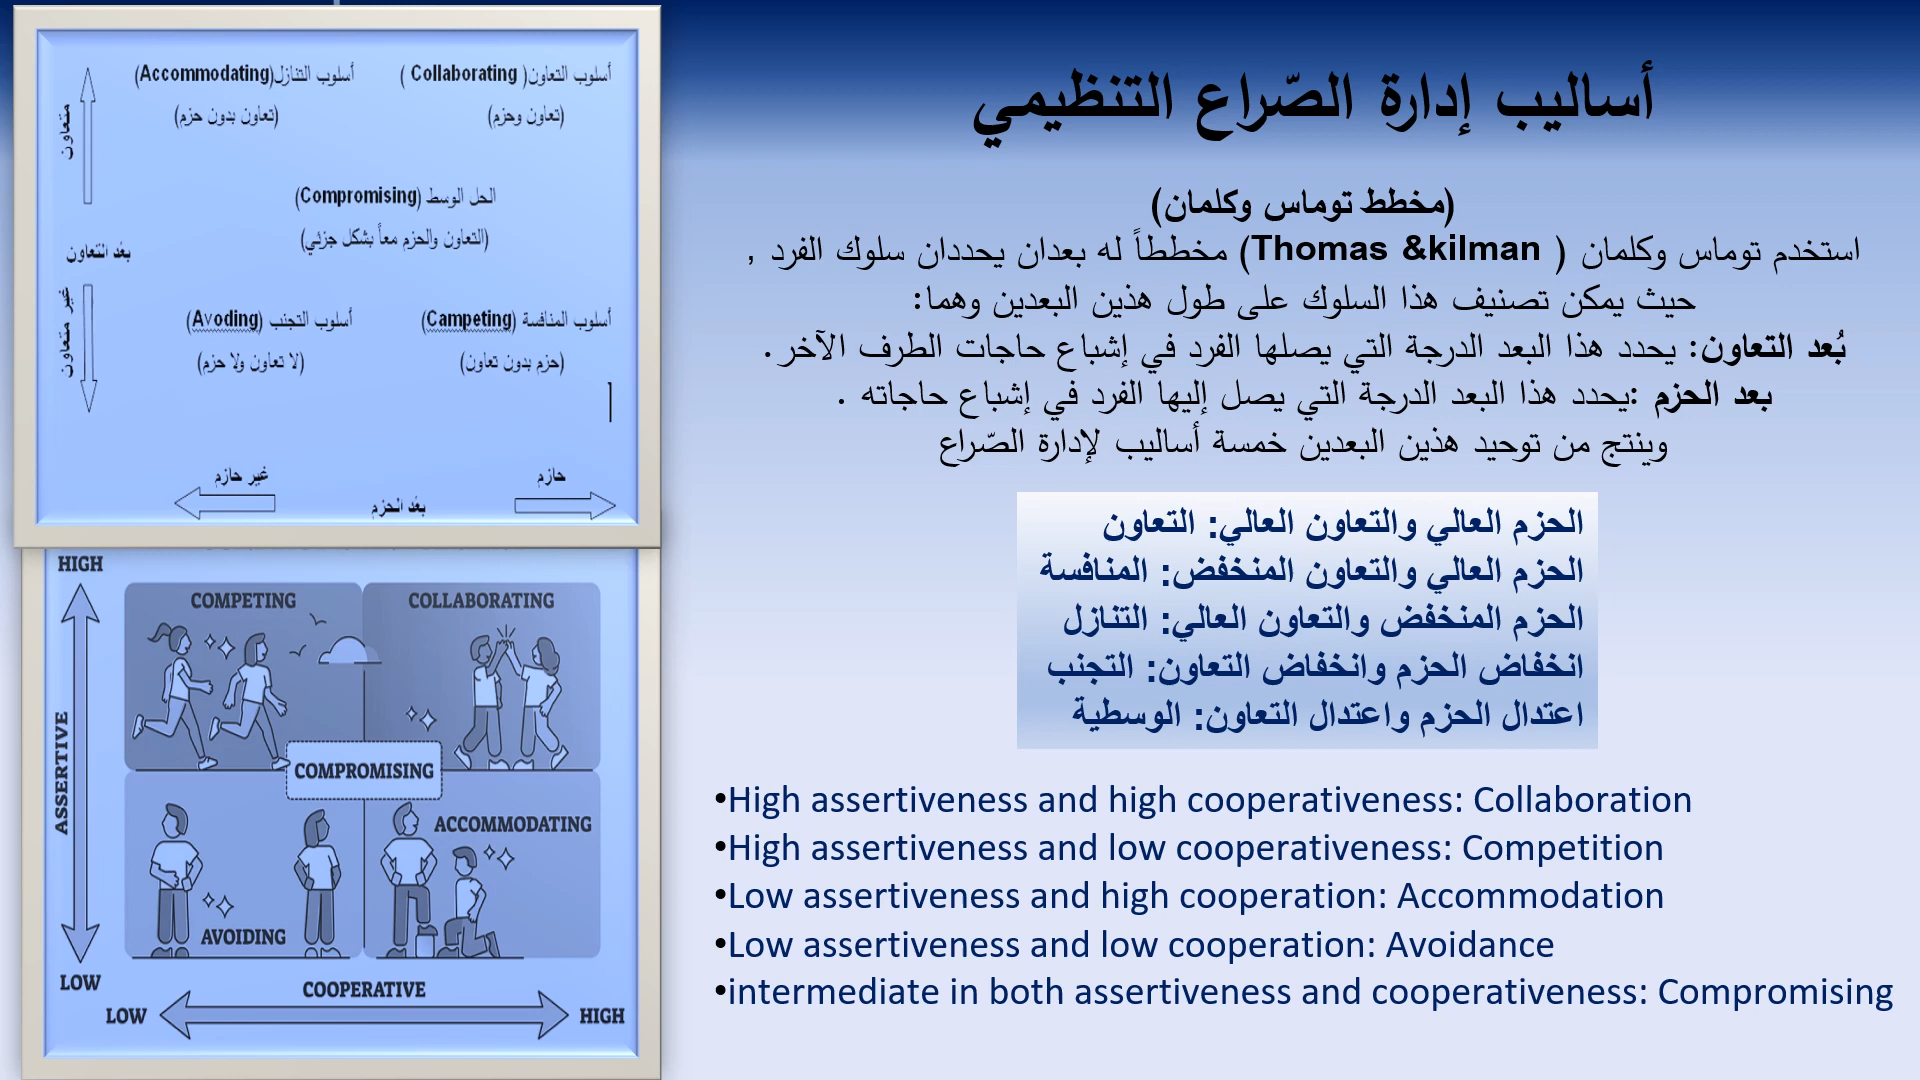 أساليب إدارة الصّراع التنظيمي
(مخطط توماس وكلمان)
استخدم توماس وكلمان ( Thomas &kilman) مخططاً له بعدان يحددان سلوك الفرد ,
حيث يمكن تصنيف هذا السلوك على طول هذين البعدين وهما:
بُعد التعاون: يحدد هذا البعد الدرجة التي يصلها الفرد في إشباع حاجات الطرف الآخر.
بعد الحزم :يحدد هذا البعد الدرجة التي يصل إليها الفرد في إشباع حاجاته .
وينتج من توحيد هذين البعدين خمسة أساليب لإدارة الصّراع
الحزم العالي والتعاون العالي: التعاون
الحزم العالي والتعاون المنخفض: المنافسة
الحزم المنخفض والتعاون العالي: التنازل
انخفاض الحزم وانخفاض التعاون: التجنب
اعتدال الحزم واعتدال التعاون: الوسطية
•High assertiveness and high cooperativeness: Collaboration
•High assertiveness and low cooperativeness: Competition
•Low assertiveness and high cooperation: Accommodation
•Low assertiveness and low cooperation: Avoidance
•intermediate in both assertiveness and cooperativeness: Compromising
أسلوب التعاون( Collaborating )
أسلوب التنازل(Accommodating)
(تعاون وحزم)
(تعاون بدون حزم)
متعاون
الحل الوسط (Compromising)
(التعاون والحزم معاً بشكل جزئي)
بعُد التعاون
غير متعاون
أسلوب المنافسة (Campeting)
أسلوب التجنب (Avoding)
(حزم بدون تعاون)
(لا تعاون ولا حزم)
حازم
غير حازم
بعُد الحزم
HIGH
COMPETING
COLLABORATING
ASSERTIVE
COMPROMISING
ACCOMMODATING
AVOIDING
LOW
COOPERATIVE
LOW
HIGH